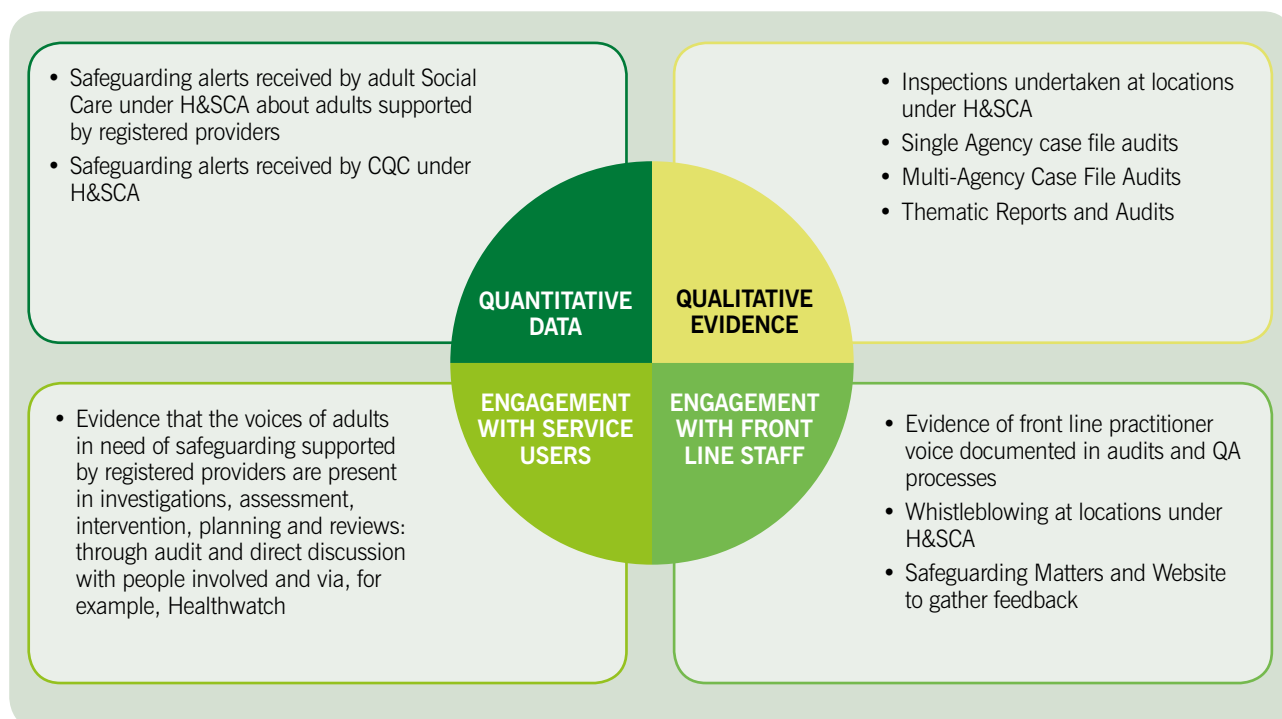 • Safeguarding alerts received by adult Social
Care under H&SCA about adults supported
by registered providers
• Safeguarding alerts received by CQC under
H&SCA
• Inspections undertaken at locations
under H&SCA
• Single Agency case file audits
• Multi-Agency Case File Audits
• Thematic Reports and Audits
QUANTITATIVE
DATA
QUALITATIVE
EVIDENCE
ENGAGEMENT
WITH SERVICE
USERS
ENGAGEMENT
WITH FRONT
LINE STAFF
• Evidence that the voices of adults
in need of safeguarding supported
by registered providers are present
in investigations, assessment,
intervention, planning and reviews:
through audit and direct discussion
with people involved and via, for
example, Healthwatch
• Evidence of front line practitioner
voice documented in audits and QA
processes
• Whistleblowing at locations under
H&SCA
• Safeguarding Matters and Website
to gather feedback